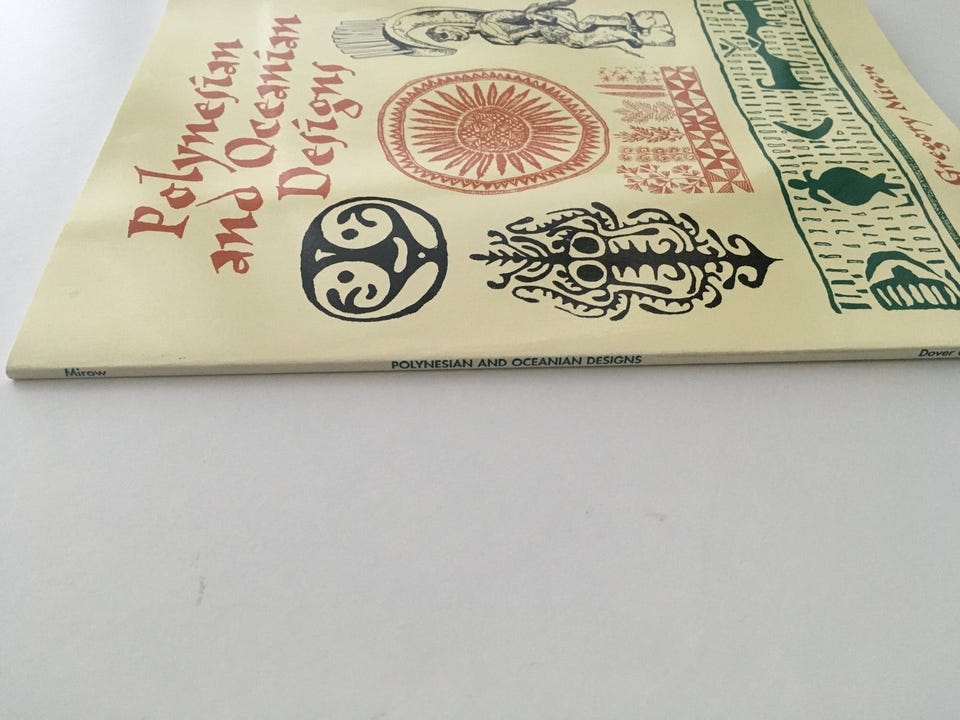 Polynesian
and Oceanian
Designs
Gregory Mirow
Mirow
POLYNESIAN AND OCEANIAN DESIGNS
Dover